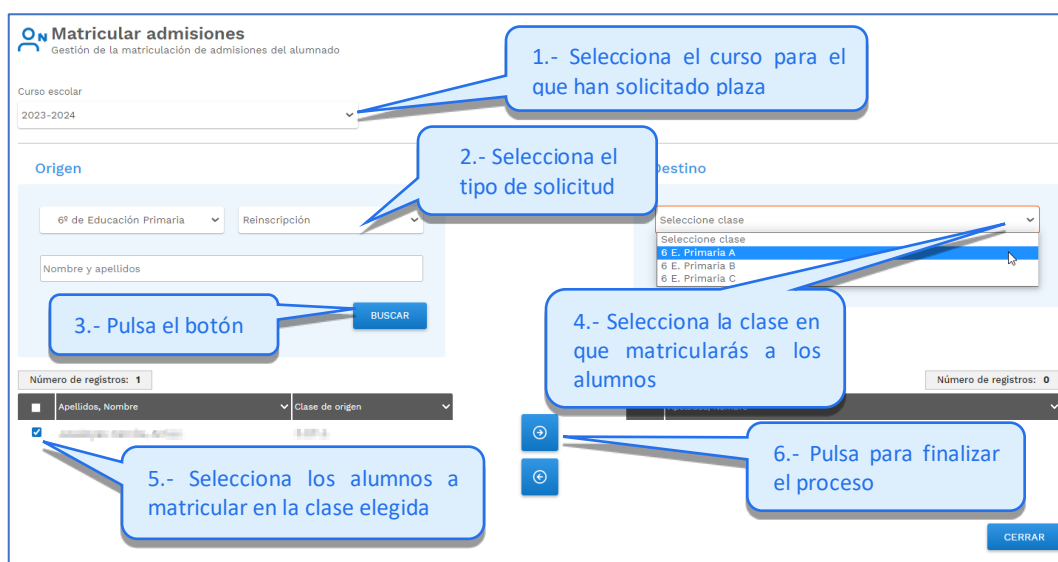 Matricular admisiones
Gestión de la matriculación de admisiones del alumnado
1.- Selecciona el curso para el
que han solicitado plaza
Curso escolar
2023-2024
2.- Selecciona el
tipo de solicitud
Origen
Destino
6º de Educación Primaria
Reinscripción
Seleccione clase
Seleccione clase
6 E. Primaria A
6 E. Primaria B
6 E. Primaria C
Nombre y apellidos
3.- Pulsa el botón
BUSCAR
4.- Selecciona la clase en
que matricularás a los
alumnos
Número de registros: 1
Número de registros: 0
Apellidos, Nombre
Clase de origen
5.- Selecciona los alumnos a
matricular en la clase elegida
6.- Pulsa para finalizar
el proceso
CERRAR